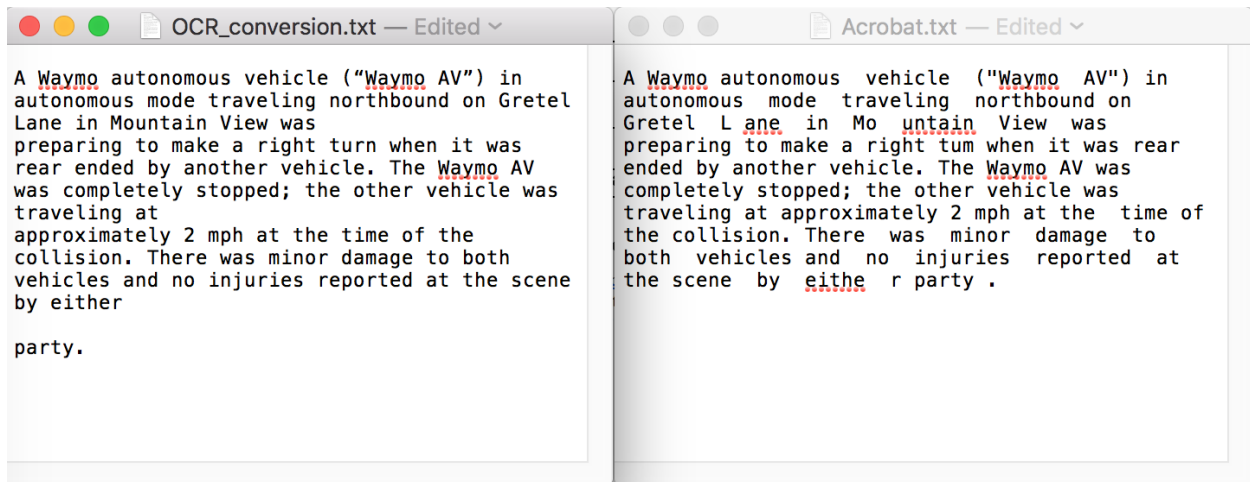 OCR_conversion.txt — Edited
A Waymo autonomous vehicle (“Waymo AV”) in
autonomous mode traveling northbound on Gretel
Lane in Mountain View was
preparing to make a right turn when it was
rear ended by another vehicle. The Waymo AV
was completely stopped; the other vehicle was
traveling at
approximately 2 mph at the time of the
collision. There was minor damage to both
vehicles and no injuries reported at the scene
by either
party.
Acrobat.txt — Edited
A Waymo autonomous  vehicle  ("Waymo  AV") in
autonomous  mode  traveling  northbound on
Gretel  L ane  in  Mo untain  View  was
preparing to make a right tum when it was rear
ended by another vehicle. The Waymo AV was
completely stopped; the other vehicle was
traveling at approximately 2 mph at the  time of
the collision. There  was  minor  damage  to
both  vehicles and  no  injuries  reported  at
the scene  by  eithe  r party .